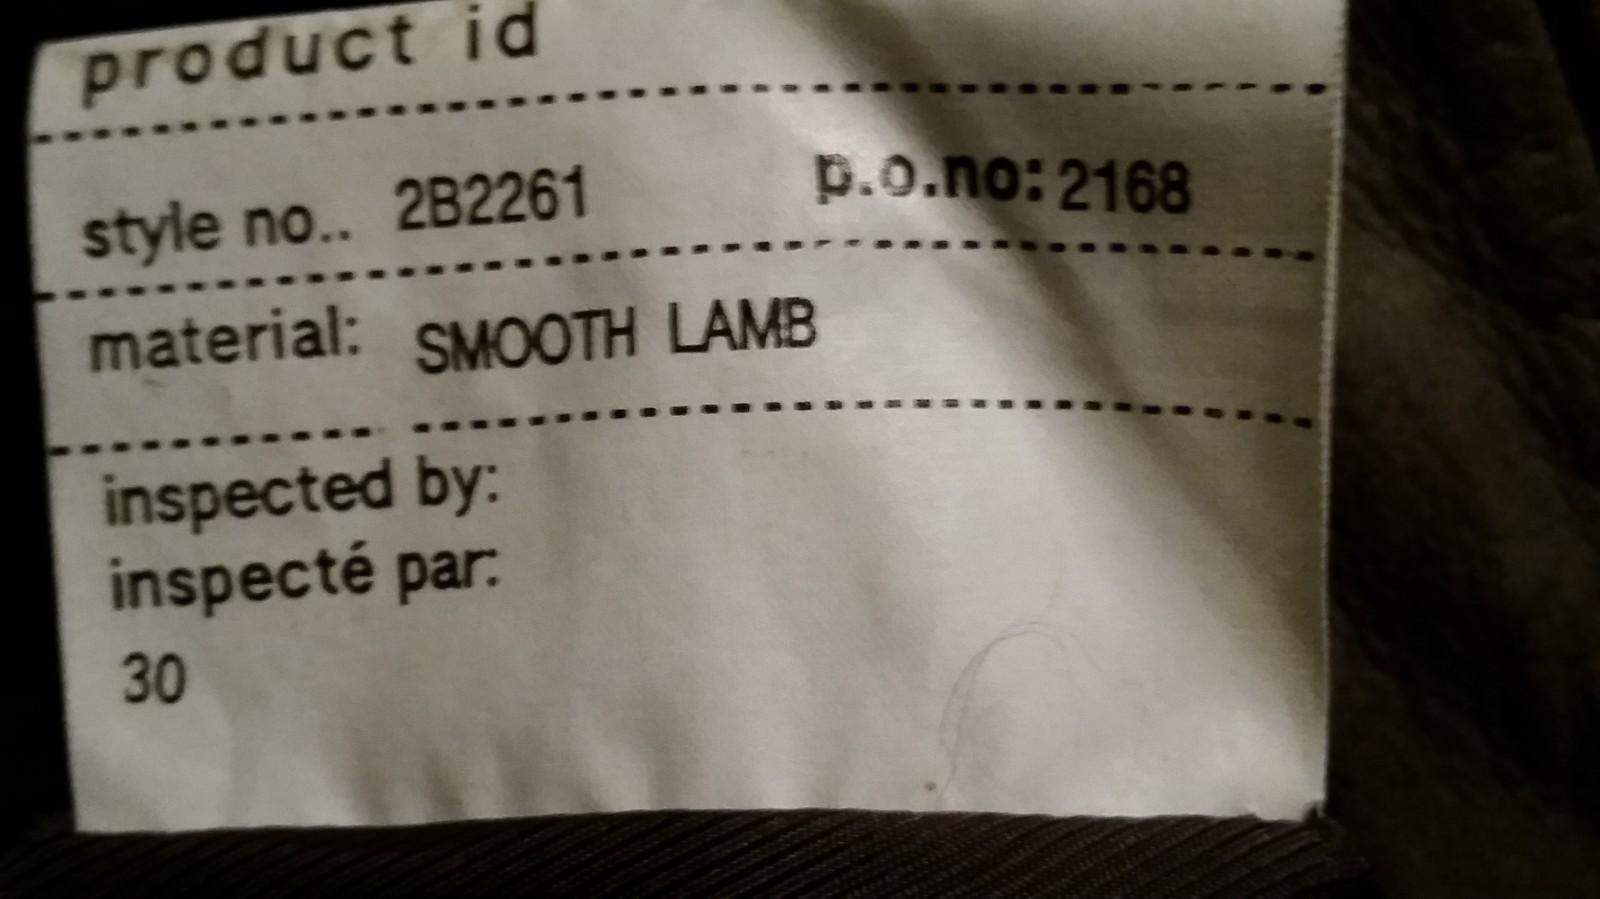 product id
style no.. 2B2261 p.o.no: 2168
material: SMOOTH LAMB
inspected by:
inspecté par:
30